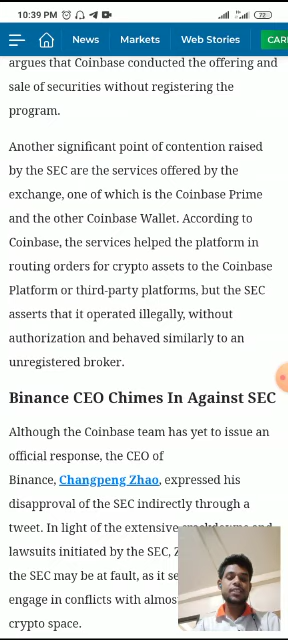 10:39 PM
72
News Markets Web Stories CAR
argues that Coinbase conducted the offering and
sale of securities without registering the
program.
Another significant point of contention raised
by the SEC are the services offered by the
exchange, one of which is the Coinbase Prime
and the other Coinbase Wallet. According to
Coinbase, the services helped the platform in
routing orders for crypto assets to the Coinbase
Platform or third-party platforms, but the SEC
asserts that it operated illegally, without
authorization and behaved similarly to an
unregistered broker.
Binance CEO Chimes In Against SEC
Although the Coinbase team has yet to issue an
official response, the CEO of
Binance, Changpeng Zhao, expressed his
disapproval of the SEC indirectly through a
tweet. In light of the extensive
lawsuits initiated by the SEC, Z
the SEC may be at fault, as it se
engage in conflicts with almos
crypto space.